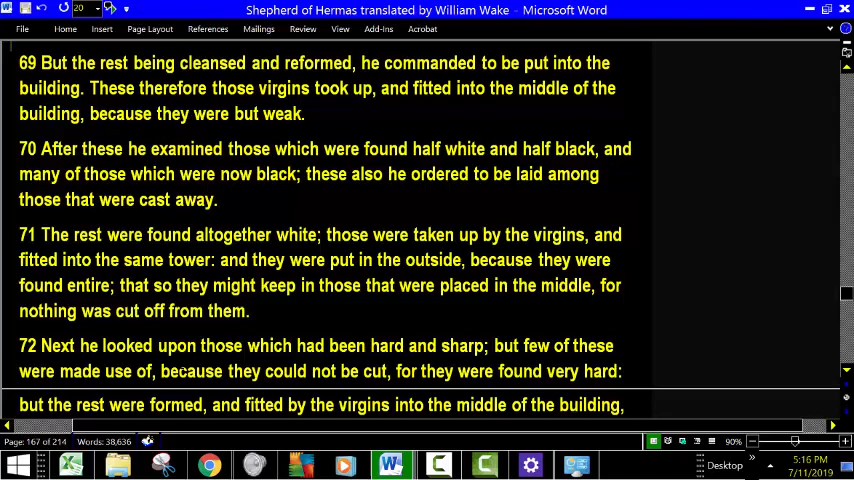 20
Shepherd of Hermas translated by William Wake - Microsoft Word
File Home Page Layout References Mailings Review View Add-Ins Acrobat
69 But the rest being cleansed and reformed, he commanded to be put into the
building. These therefore those virgins took up, and fitted into the middle of the
building, because they were but weak.
70 After these he examined those which were found half white and half black, and
many of those which were now black; these also he ordered to be laid among
those that were cast away.
71 The rest were found altogether white; those were taken up by the virgins, and
fitted into the same tower: and they were put in the outside, because they were
found entire; that so they might keep in those that were placed in the middle, for
nothing was cut off from them.
72 Next he looked upon those which had been hard and sharp; but few of these
were made use of, because they could not be cut, for they were found very hard:
but the rest were formed, and fitted by the virgins into the middle of the building,
Page: 167 of 214 Words: 38,636 90%
Desktop 5:16 PM
7/11/2019